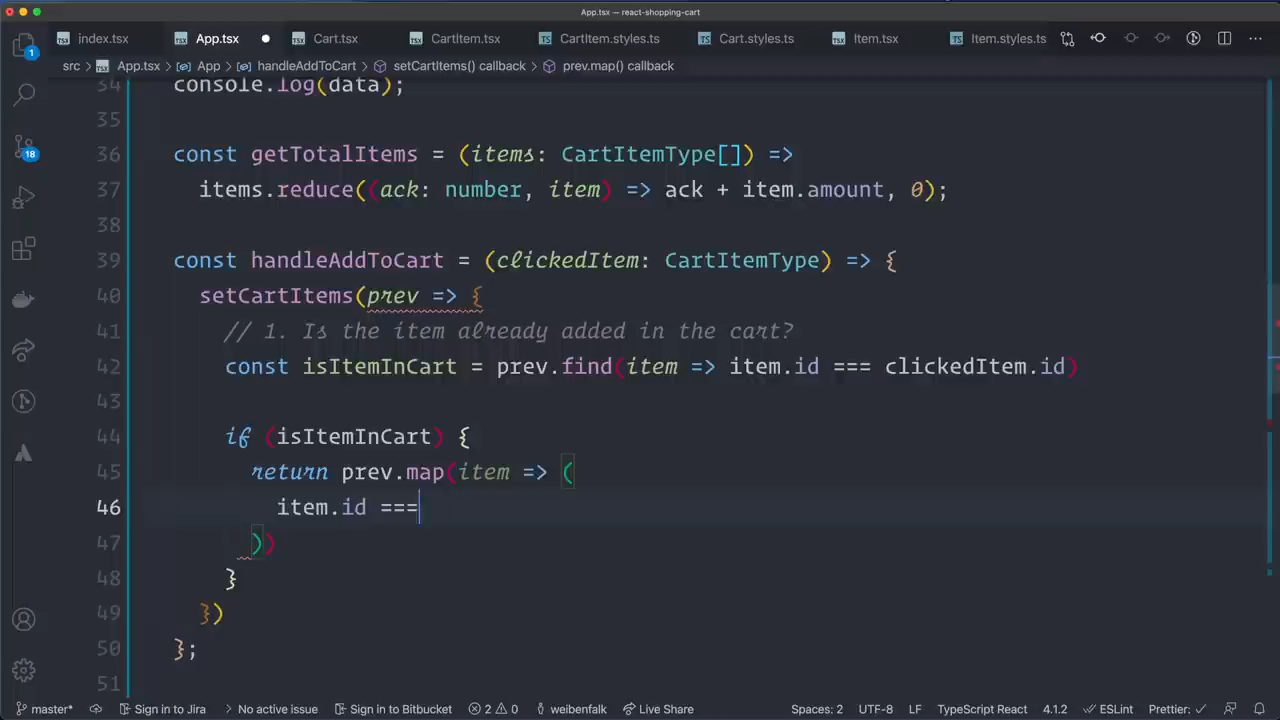 App.tsx — react-shopping-cart
index.tsx App.tsx Cart.tsx CartItem.tsx CartItem.styles.ts Cart.styles.ts Item.tsx Item.styles.ts
src > App.tsx > App > handleAddToCart > setCartItems() callback > prev.map() callback
34 console.log(data);
35
36 const getTotalItems = (items: CartItemType[]) =>
37 items.reduce((ack: number, item) => ack + item.amount, 0);
38
39 const handleAddToCart = (clickedItem: CartItemType) => {
40 setCartItems(prev => {
41 // 1. Is the item already added in the cart?
42 const isItemInCart = prev.find(item => item.id === clickedItem.id)
43
44 if (isItemInCart) {
45 return prev.map(item => (
46 item.id ===
47 ))
48 }
49 })
50 };
51
1
18
master* Sign in to Jira No active issue Sign in to Bitbucket 2 0 weibenfalk Live Share Spaces: 2 UTF-8 LF TypeScript React 4.1.2 ESLint Prettier: ✓